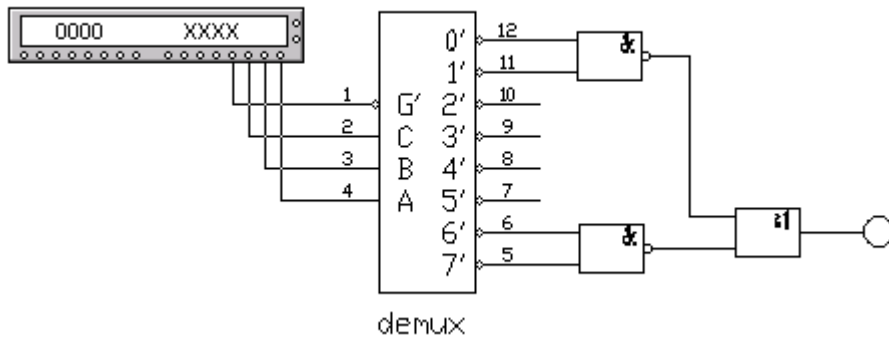 0000 XXXX
0' 12
1' 11
1 G' 2' 10
2 C 3' 9
3 B 4' 8
4 A 5' 7
6' 6
7' 5
&
&
≥1
demux